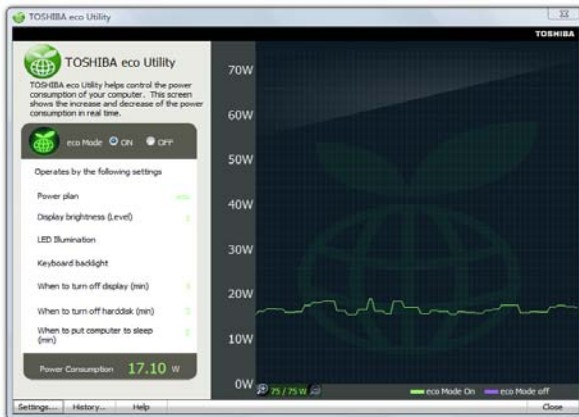 TOSHIBA eco Utility
TOSHIBA
TOSHIBA eco Utility
TOSHIBA eco Utility helps control the power
consumption of your computer. This screen
shows the increase and decrease of the power
consumption in real time.
eco Mode ON OFF
Operates by the following settings
Power plan
Display brightness (Level)
LED Illumination
Keyboard backlight
When to turn off display (min)
When to turn off harddisk (min)
When to put computer to sleep
(min)
Power Consumption 17.10 W
70W
60W
50W
40W
30W
20W
10W
0W
75 / 75 W
eco Mode On
eco Mode off
Settings...
History...
Help
Close